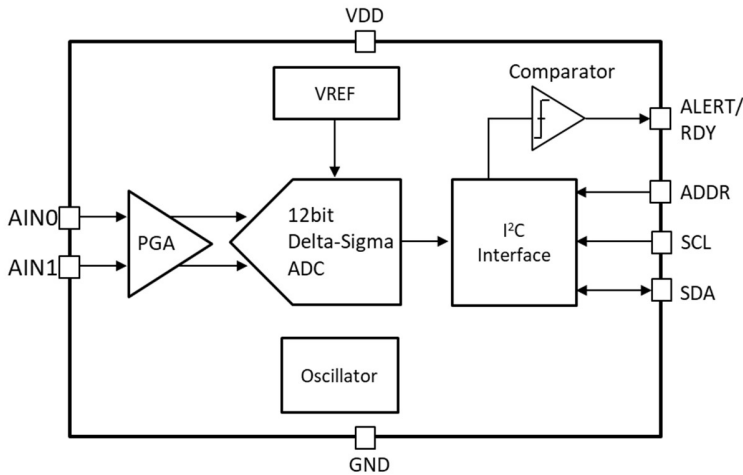 VDD
VREF
Comparator
ALERT/
RDY
AIN0
AIN1
PGA
12bit
Delta-Sigma
ADC
I²C
Interface
ADDR
SCL
SDA
Oscillator
GND